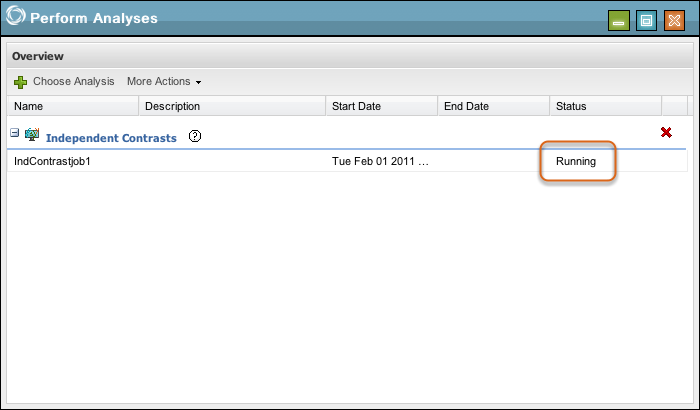 Perform Analyses
Overview
Choose Analysis More Actions
Name Description Start Date End Date Status
Independent Contrasts ?
IndContrastjob1 Tue Feb 01 2011 ... Running